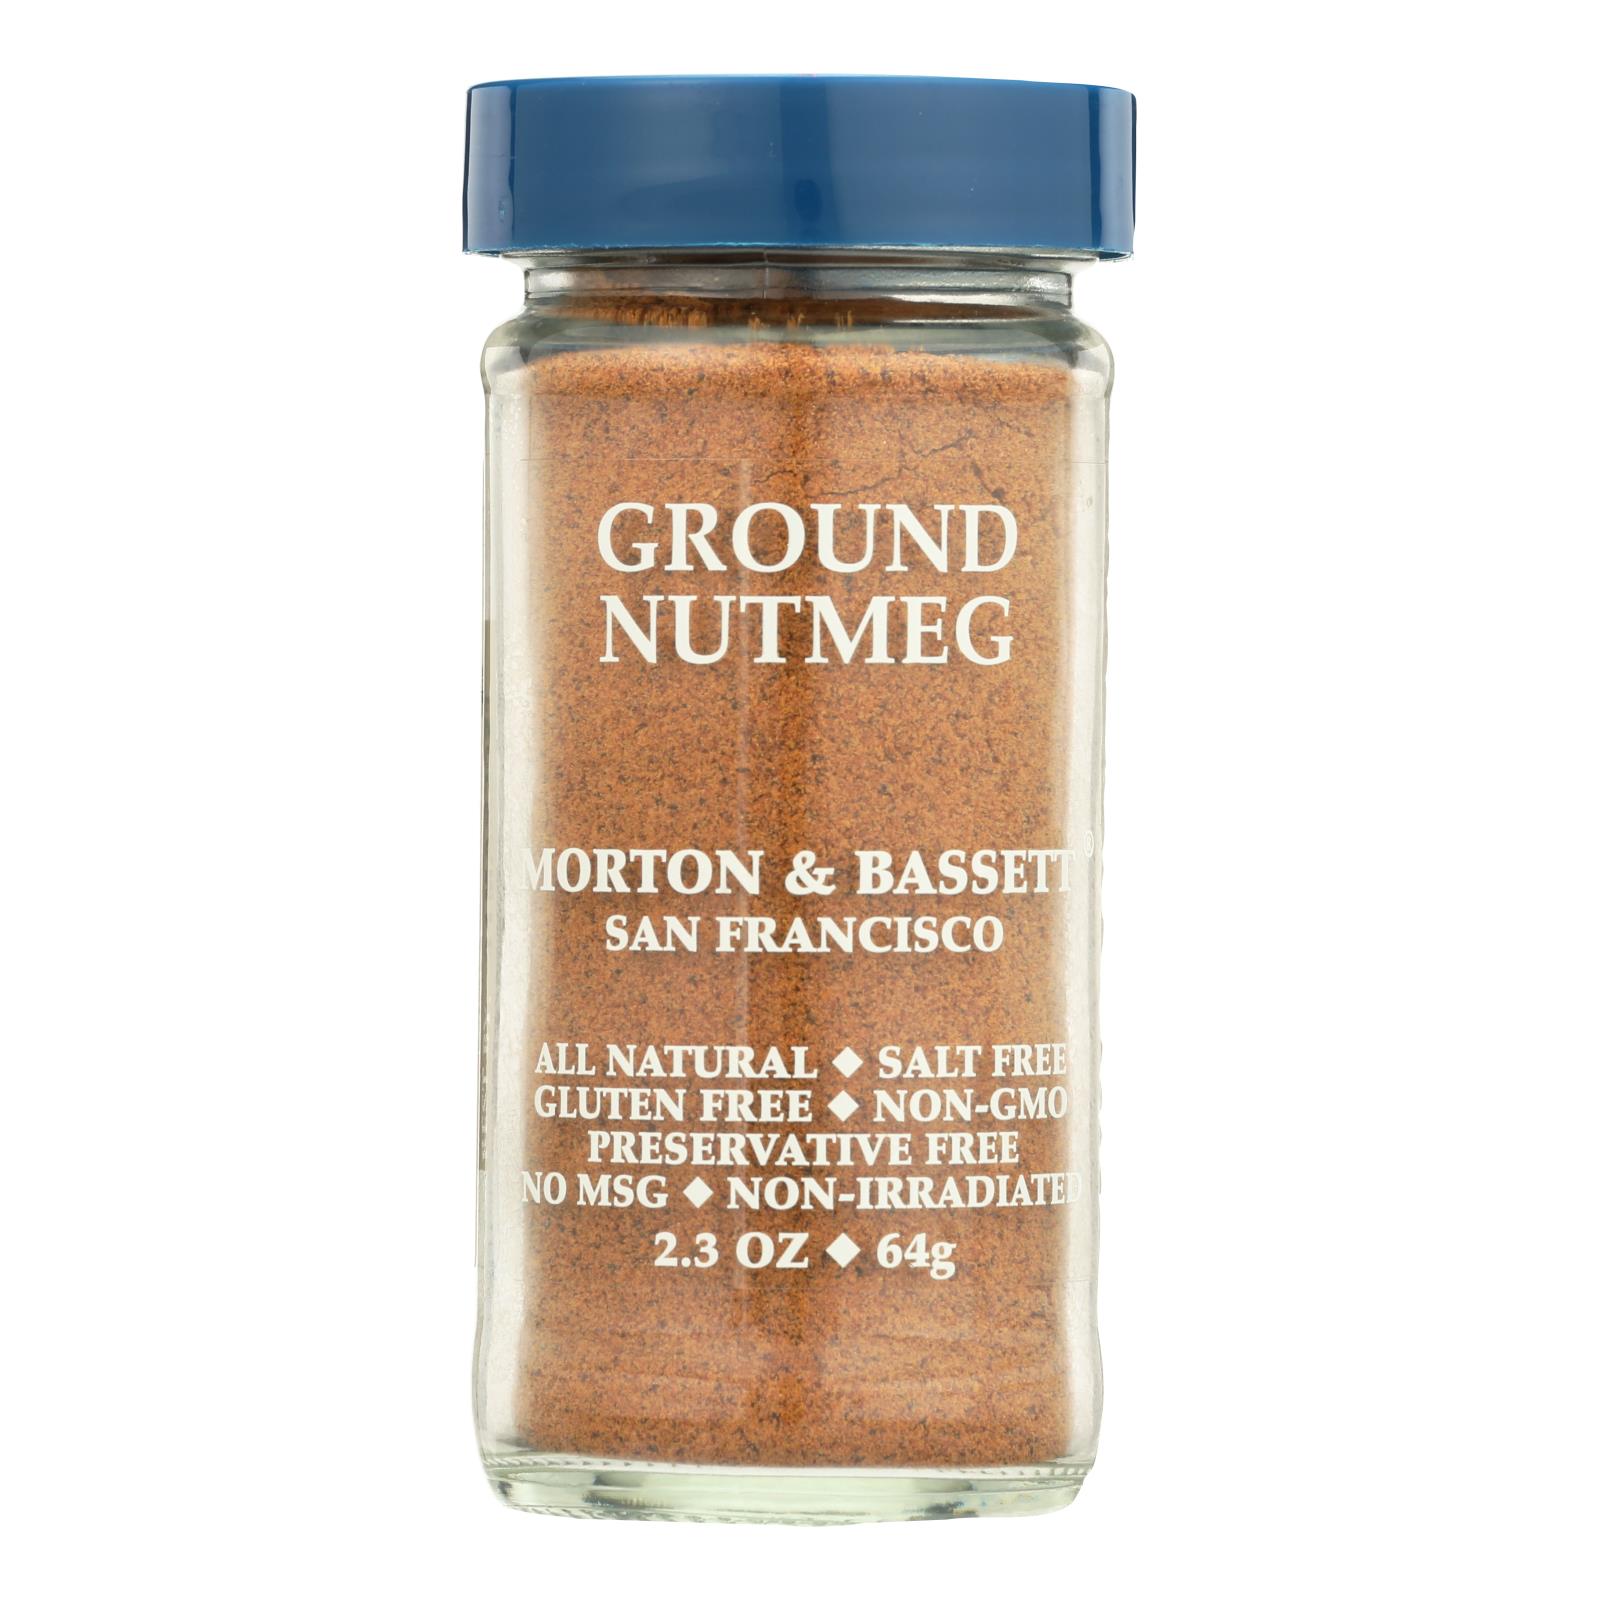 GROUND
NUTMEG
MORTON & BASSETT®
SAN FRANCISCO
ALL NATURAL ◆ SALT FREE
GLUTEN FREE ◆ NON-GMO
PRESERVATIVE FREE
NO MSG ◆ NON-IRRADIATED
2.3 OZ ◆ 64g